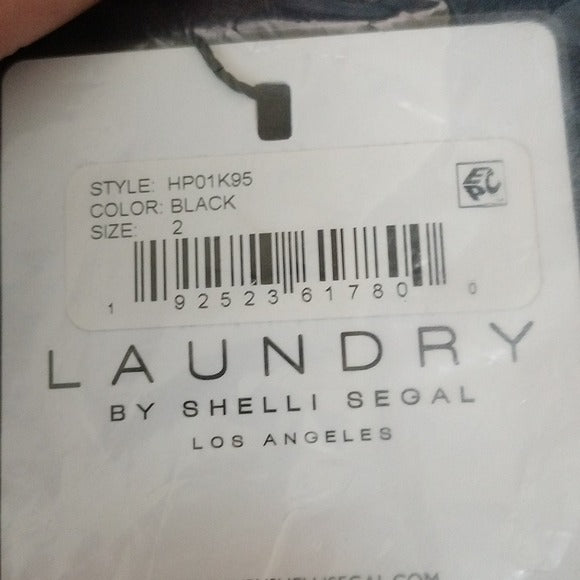 STYLE: HP01K95
COLOR: BLACK
SIZE: 2
1 92523 61780 0
LAUNDRY
BY SHELLI SEGAL
LOS ANGELES